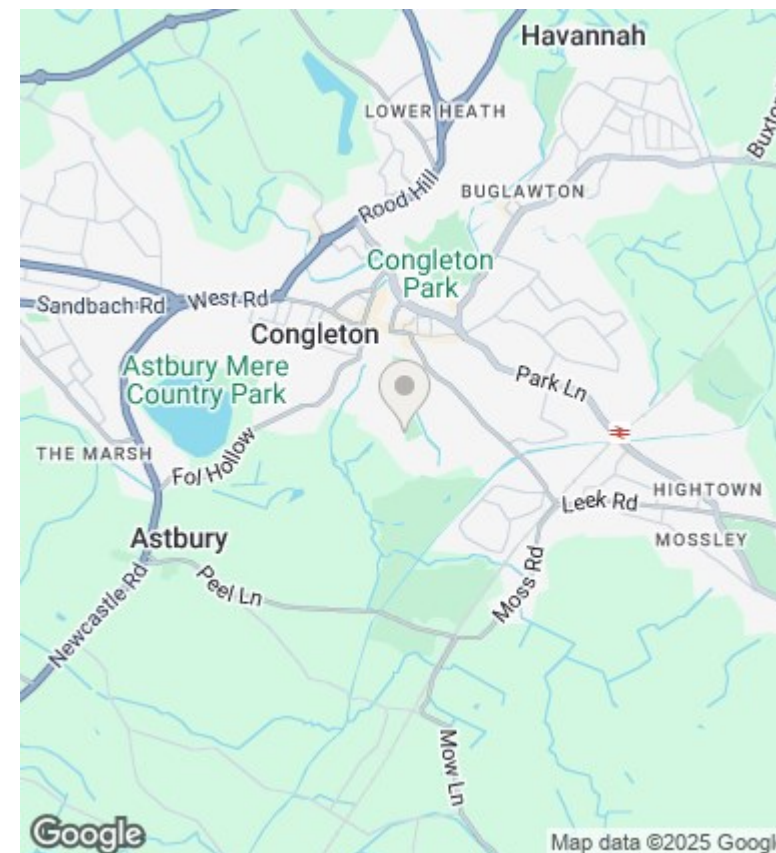 Havannah
LOWER HEATH
Buxto
BUGLAWTON
Rood Hill
Congleton
Park
Sandbach Rd
West Rd
Congleton
Astbury Mere
Country Park
Park Ln
THE MARSH
Fol Hollow
Leek Rd
HIGHTOWN
MOSSLEY
Astbury
Peel Ln
Moss Rd
Newcastle Rd
Mow Ln
Google
Map data ©2025 Googl